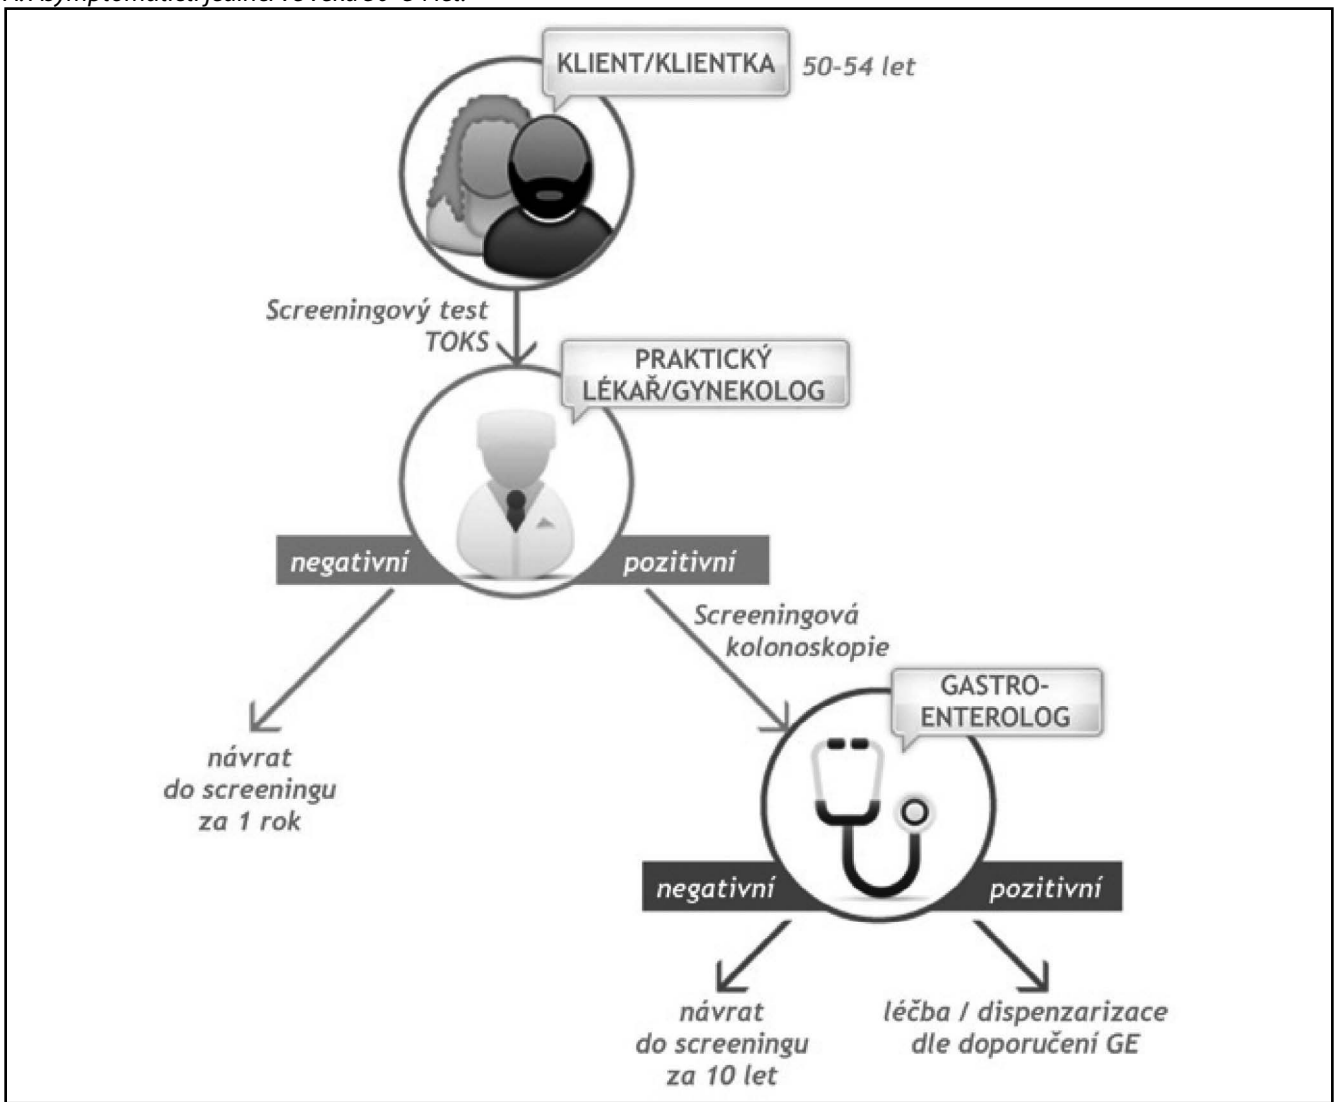 KLIENT/KLIENTKA
50-54 let
Screeningový test
TOKS
PRAKTICKÝ
LÉKAŘ/GYNEKOLOG
negativní
pozitivní
Screeningová
kolonoskopie
návrat
do screeningu
za 1 rok
GASTRO-
ENTEROLOG
negativní
pozitivní
návrat
do screeningu
za 10 let
léčba / dispenzarizace
dle doporučení GE